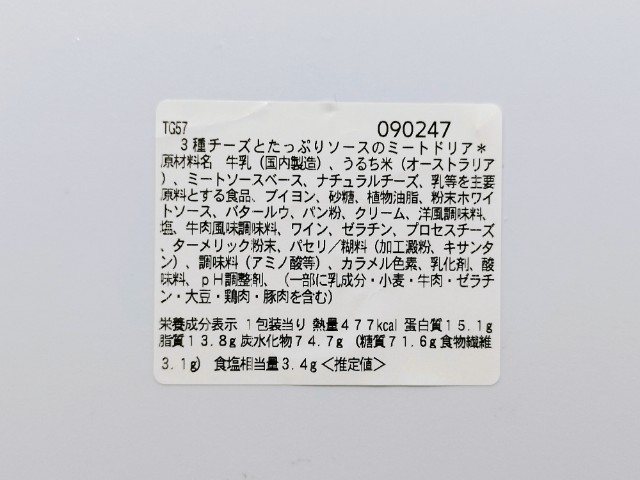 TG57 090247
3種チーズとたっぷりソースのミートドリア*
原材料名 牛乳(国内製造)、うるち米(オーストラリア
)、ミートソースベース、ナチュラルチーズ、乳等を主要
原料とする食品、ブイヨン、砂糖、植物油脂、粉末ホワイ
トソース、バタールウ、パン粉、クリーム、洋風調味料、
塩、牛肉風味調味料、ワイン、ゼラチン、プロセスチーズ
、ターメリック粉末、パセリ/糊料(加工澱粉、キサンタ
ン)、調味料(アミノ酸等)、カラメル色素、乳化剤、酸
味料、pH調整剤、(一部に乳成分・小麦・牛肉・ゼラチ
ン・大豆・鶏肉・豚肉を含む)
栄養成分表示 1包装当り 熱量477kcal 蛋白質15.1g
脂質13.8g 炭水化物74.7g (糖質71.6g 食物繊維
3.1g) 食塩相当量3.4g<推定値>